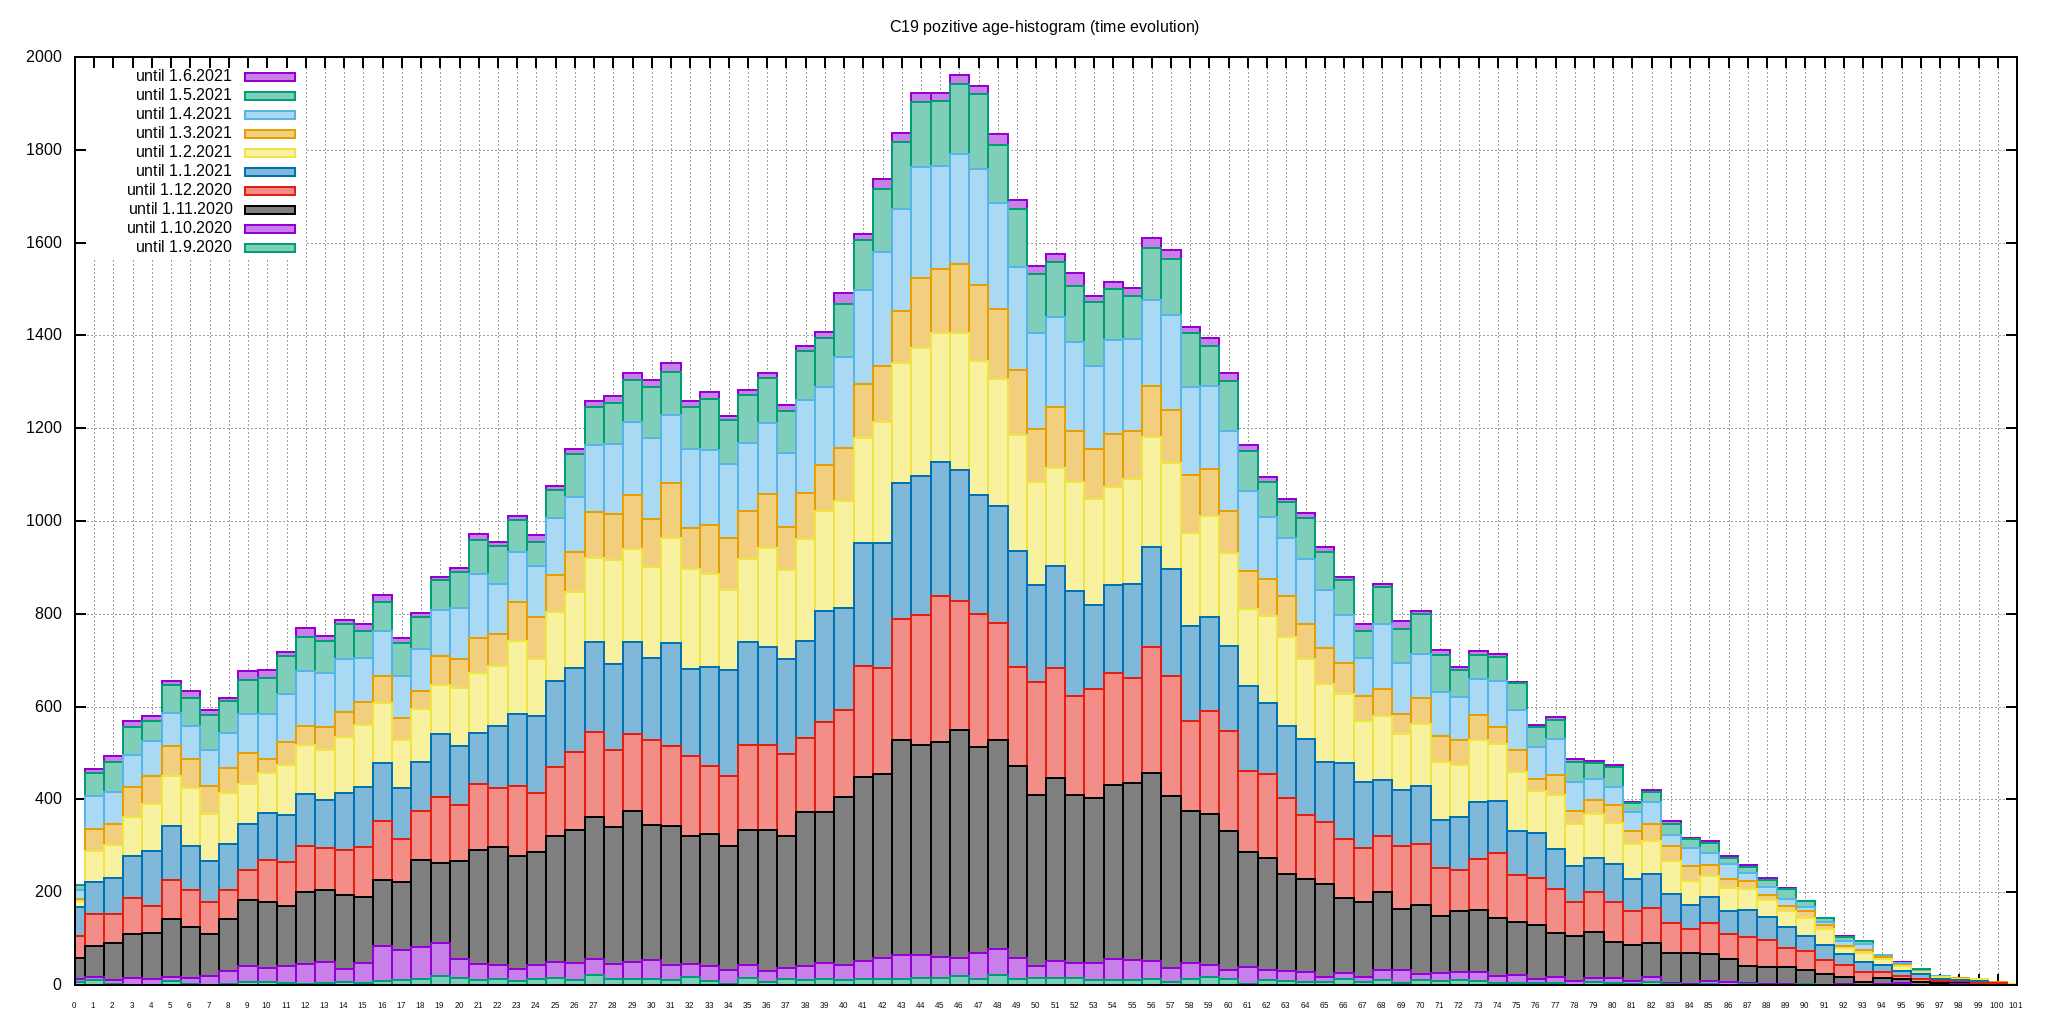 C19 pozitive age-histogram (time evolution)
2000
1800
1600
1400
1200
1000
800
600
400
200
0
until 1.6.2021
until 1.5.2021
until 1.4.2021
until 1.3.2021
until 1.2.2021
until 1.1.2021
until 1.12.2020
until 1.11.2020
until 1.10.2020
until 1.9.2020
0 1 2 3 4 5 6 7 8 9 10 11 12 13 14 15 16 17 18 19 20 21 22 23 24 25 26 27 28 29 30 31 32 33 34 35 36 37 38 39 40 41 42 43 44 45 46 47 48 49 50 51 52 53 54 55 56 57 58 59 60 61 62 63 64 65 66 67 68 69 70 71 72 73 74 75 76 77 78 79 80 81 82 83 84 85 86 87 88 89 90 91 92 93 94 95 96 97 98 99 100 101